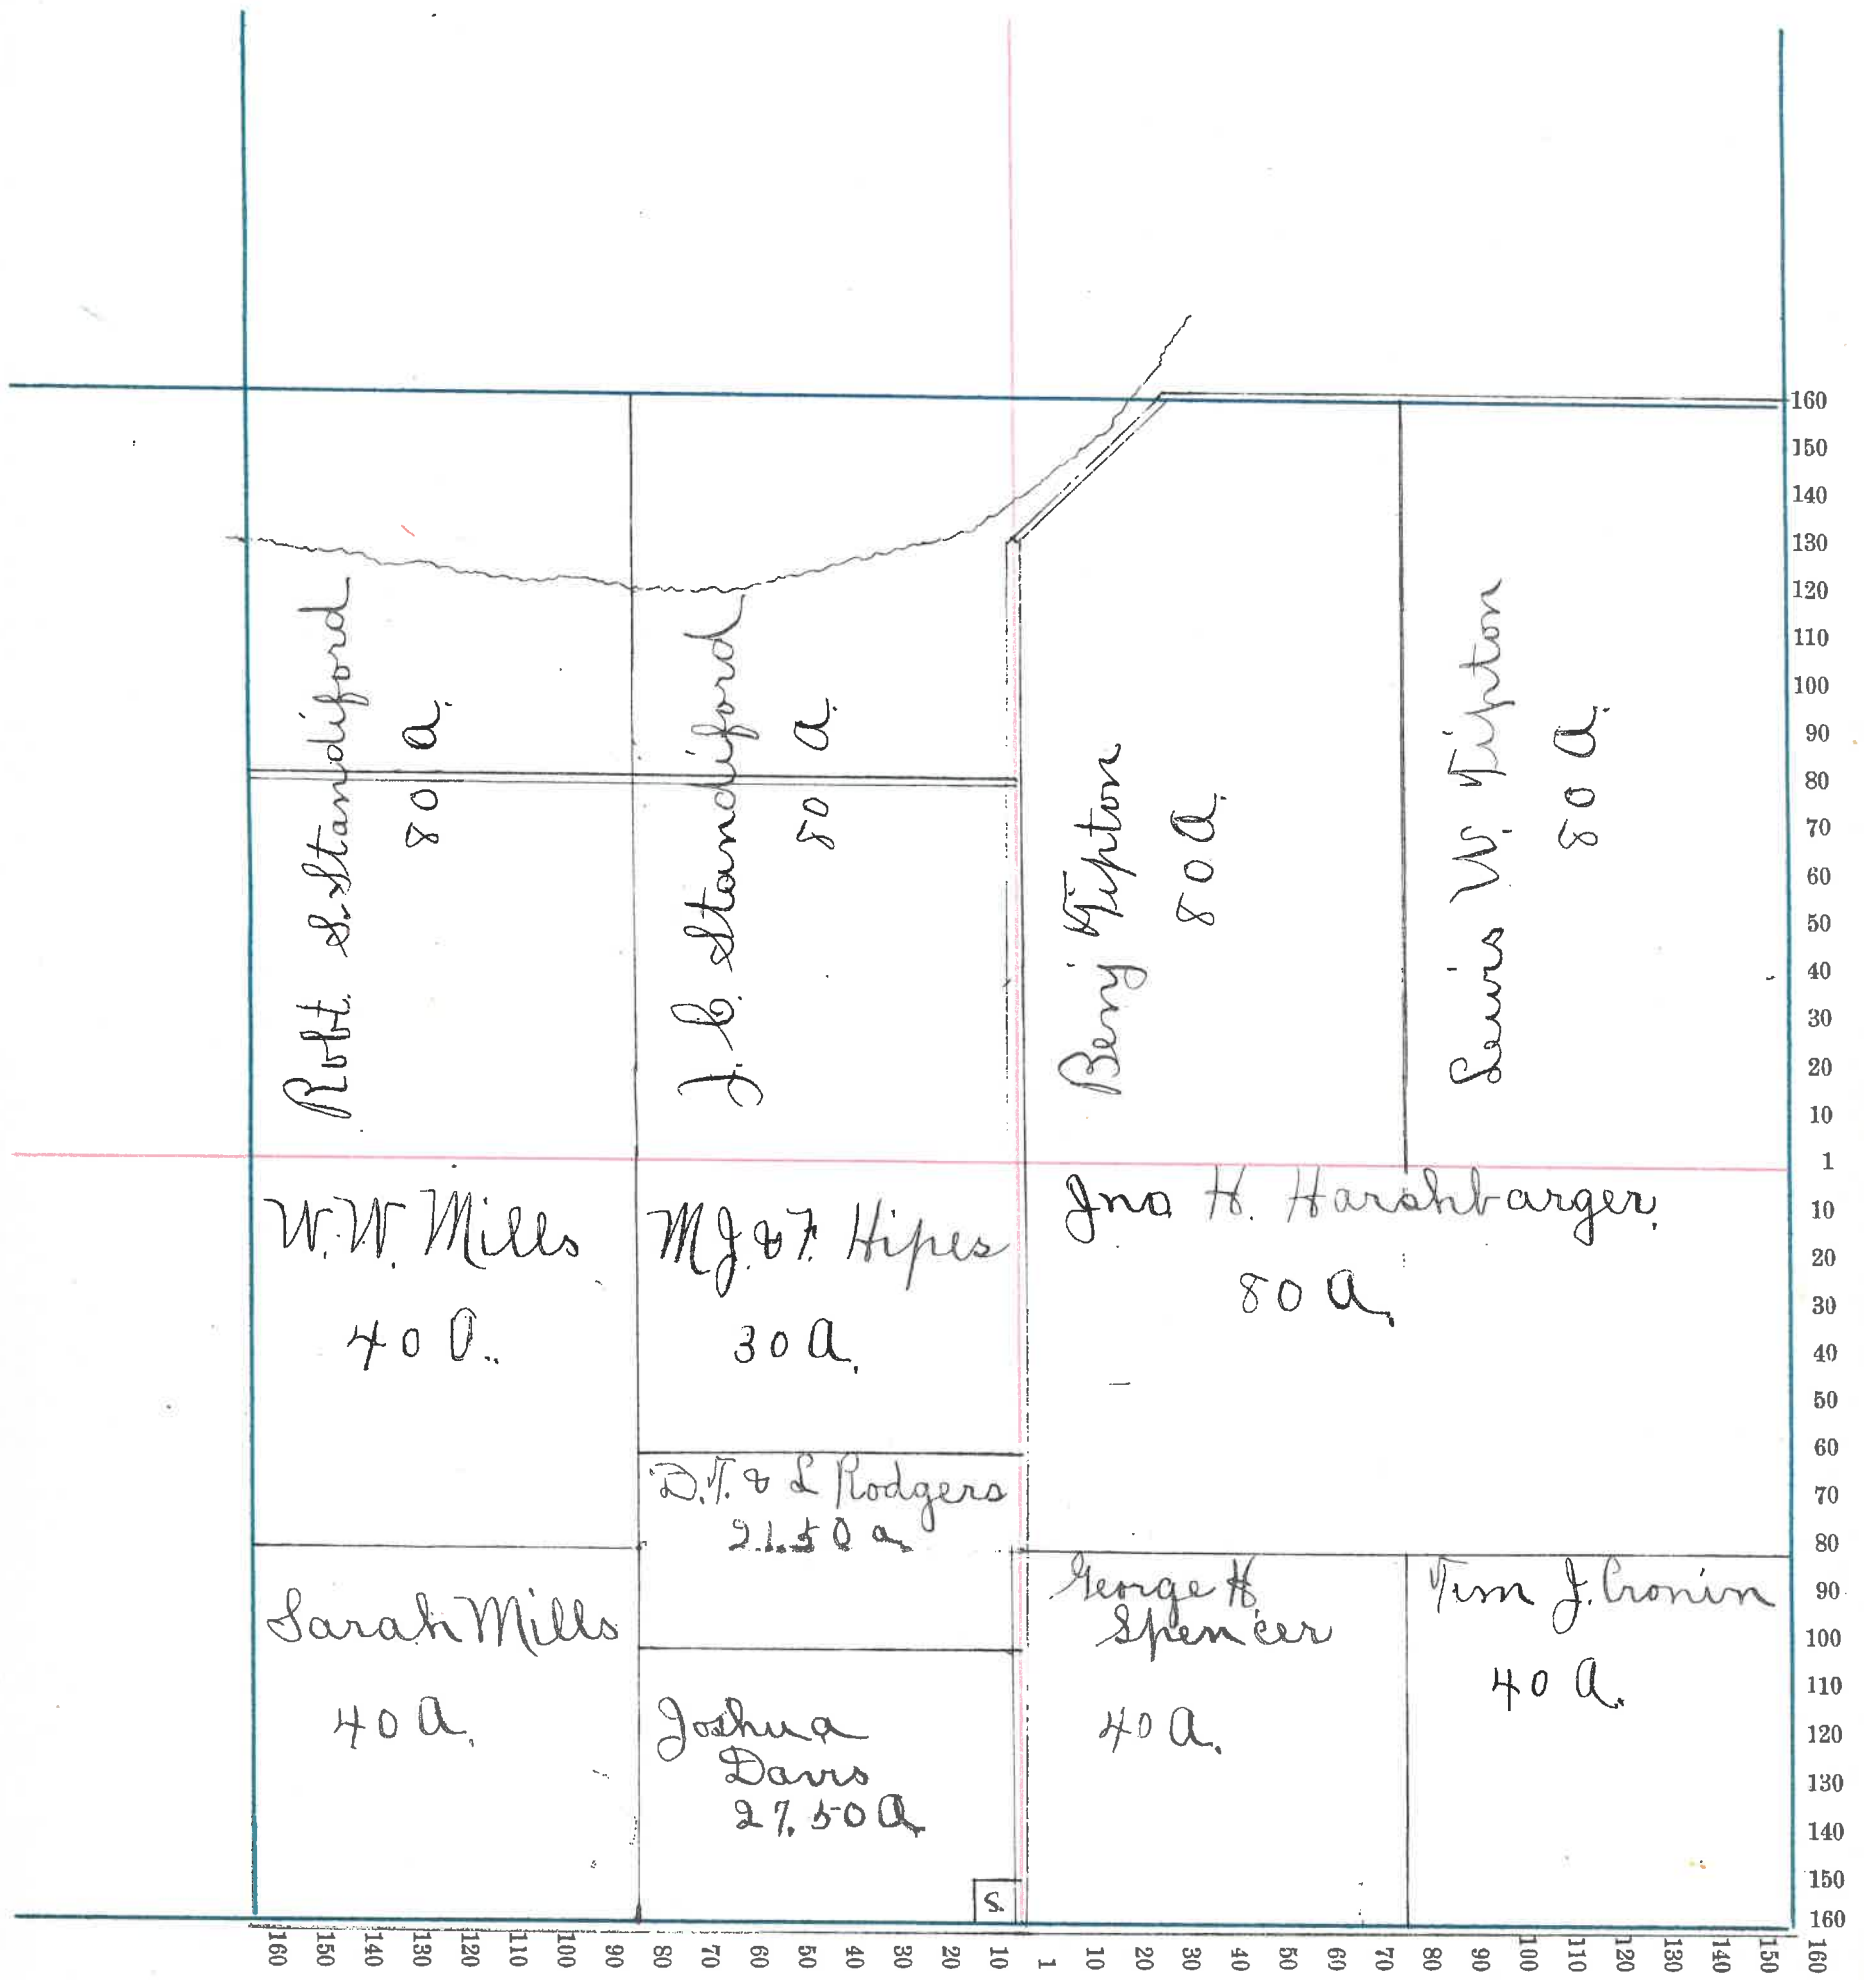 Robt. S. Standiford
80 A.
J. C. Standiford
80 A.
Benj Tipton
80 A.
Lewis W. Tipton
80 A.
W. W. Mills
40 A.
M J. & F. Hipes
30 A.
Jno. H. Harshbarger.
80 A.
D. T. & L Rodgers
21.50 a.
Sarah Mills
40 A.
Joshua
Davis
27.50 A
S
George H.
Spencer
40 A.
Tim J. Cronin
40 A.
160
150
140
130
120
110
100
90
80
70
60
50
40
30
20
10
1
10
20
30
40
50
60
70
80
90
100
110
120
130
140
150
160
160 150 140 130 120 110 100 90 80 70 60 50 40 30 20 10 1 10 20 30 40 50 60 70 80 90 100 110 120 130 140 150 160